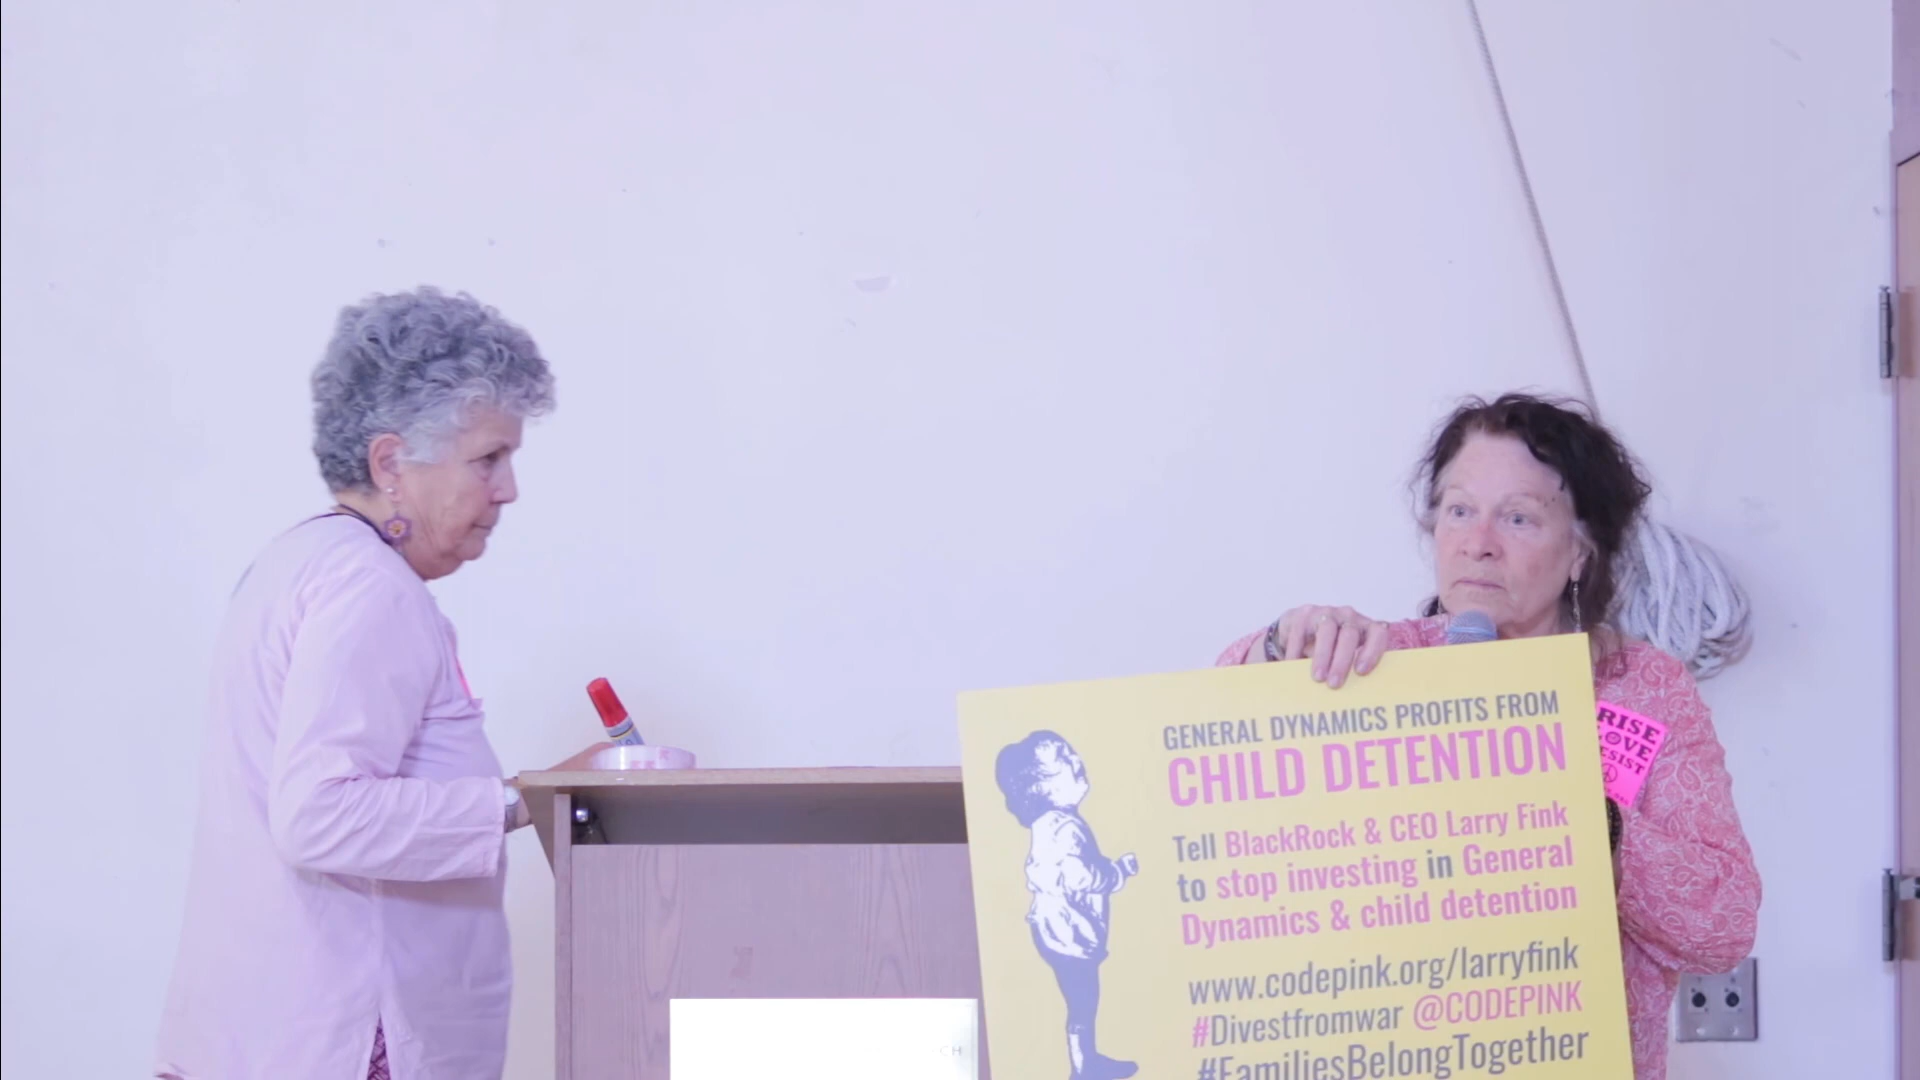 GENERAL DYNAMICS PROFITS FROM
CHILD DETENTION
Tell BlackRock & CEO Larry Fink
to stop investing in General
Dynamics & child detention
www.codepink.org/larryfink
#Divestfromwar @CODEPINK
#FamiliesBelongTogether
RISE
LOVE
CH